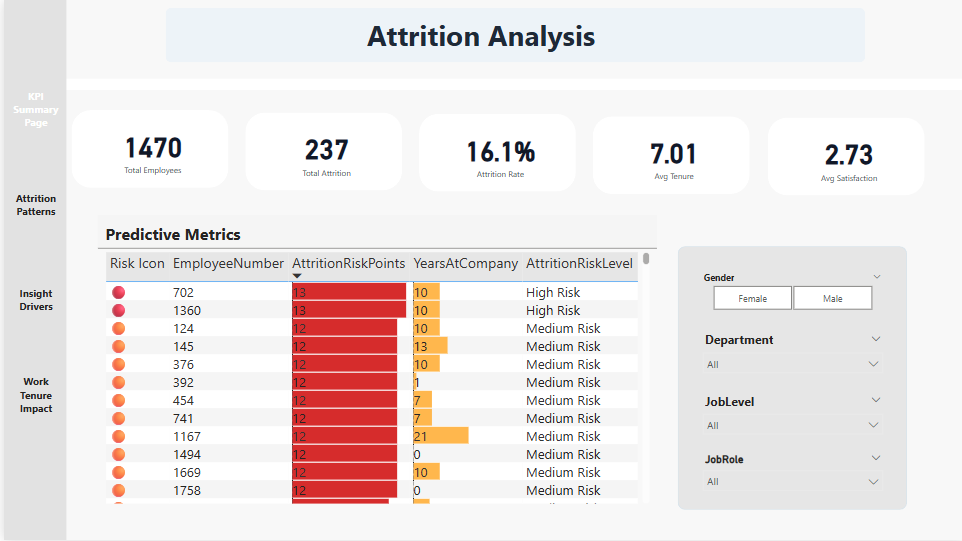 Attrition Analysis
KPI
Summary
Page
Attrition
Patterns
Insight
Drivers
Work
Tenure
Impact
1470
Total Employees
237
Total Attrition
16.1%
Attrition Rate
7.01
Avg Tenure
2.73
Avg Satisfaction
Predictive Metrics
Risk Icon EmployeeNumber AttritionRiskPoints YearsAtCompany AttritionRiskLevel
702 13 10 High Risk
1360 13 10 High Risk
124 12 10 Medium Risk
145 12 13 Medium Risk
376 12 10 Medium Risk
392 12 1 Medium Risk
454 12 7 Medium Risk
741 12 7 Medium Risk
1167 12 21 Medium Risk
1494 12 0 Medium Risk
1669 12 10 Medium Risk
1758 12 0 Medium Risk
Gender
Female Male
Department
All
JobLevel
All
JobRole
All